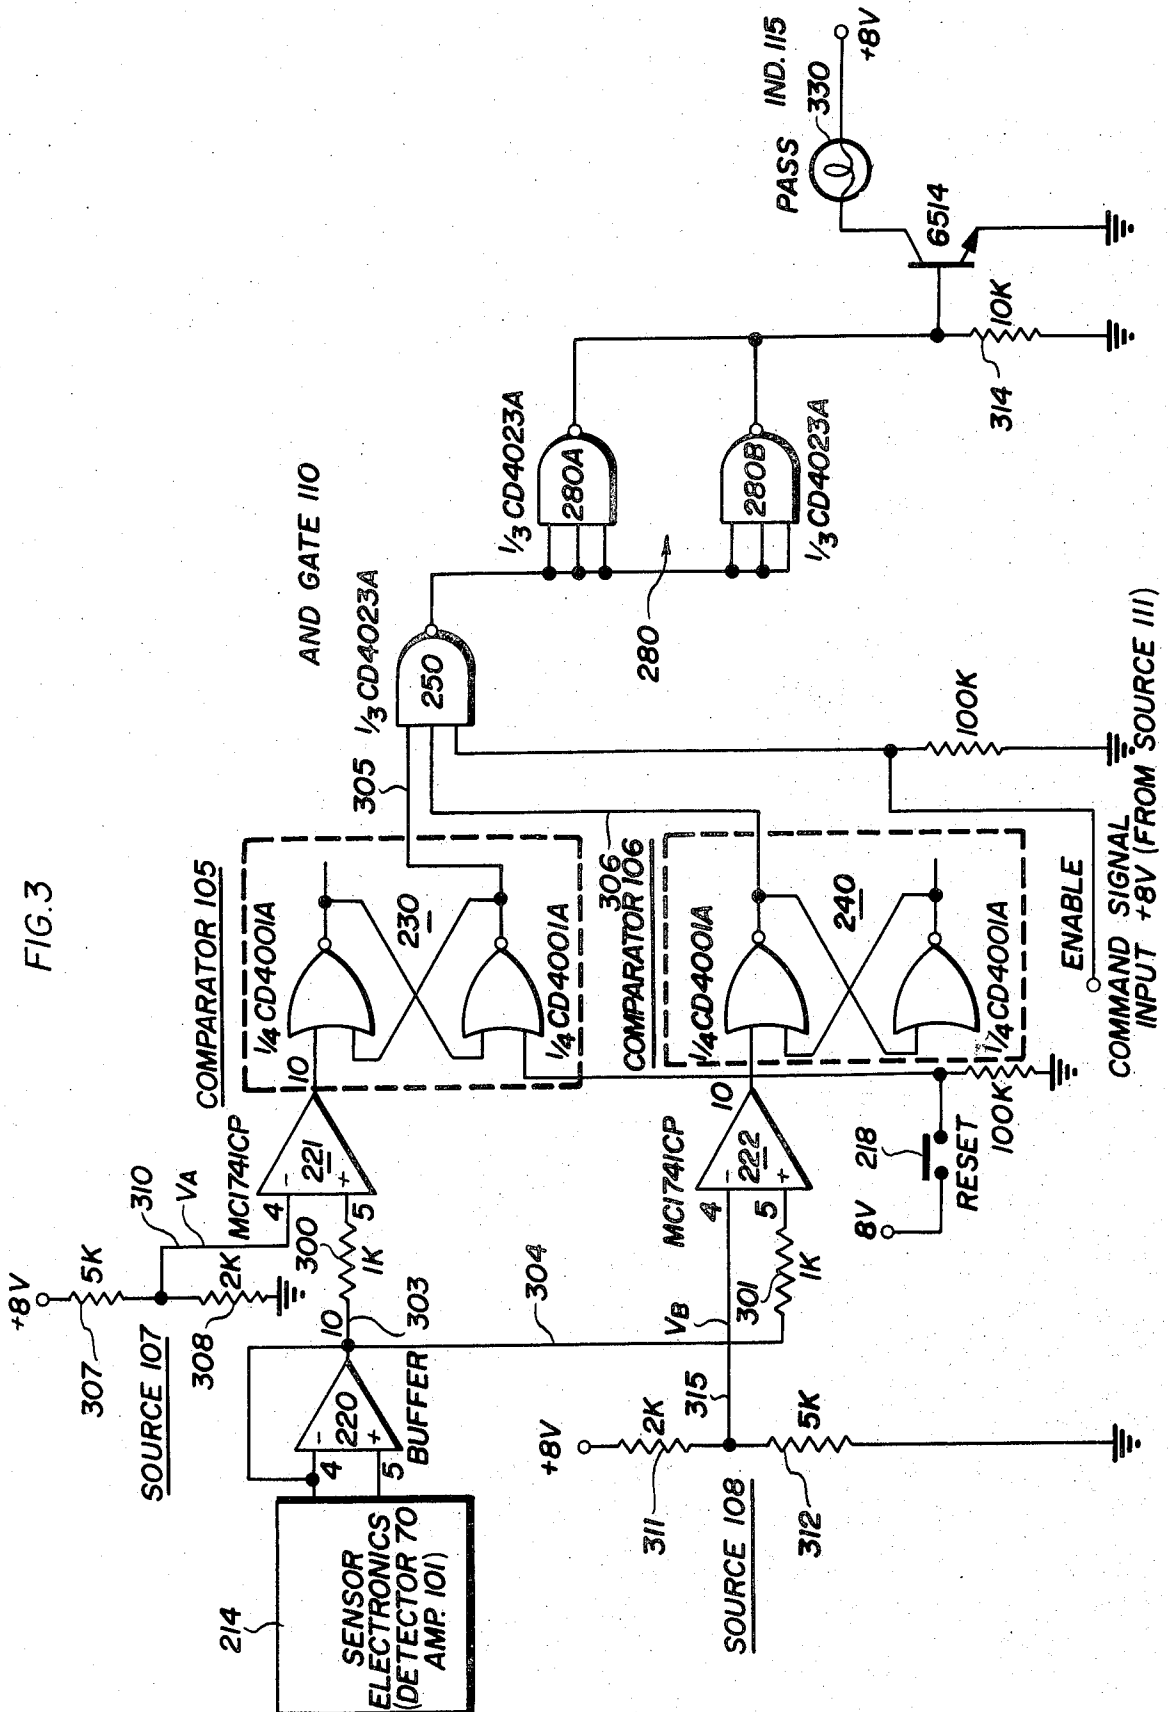 FIG.3
+8V
5K
307
310
VA
SOURCE 107
2K
308
MC1741CP
COMPARATOR 105
4
221
-
+
5
10
300
1K
10
303
304
1/4 CD4001A
230
1/4 CD4001A
305
1/3 CD4023A
250
AND GATE 110
1/3 CD4023A
280A
280
280B
1/3 CD4023A
PASS
IND. 115
330
+8V
6514
314
10K
214
SENSOR
ELECTRONICS
(DETECTOR 70
AMP. 101)
4
220
-
+
5
BUFFER
306
COMPARATOR 106
1/4 CD4001A
240
1/4 CD4001A
+8V
2K
311
SOURCE 108
315
VB
5K
312
MC1741CP
4
222
-
+
5
10
301
1K
8V
218
RESET
100K
100K
ENABLE
COMMAND SIGNAL
INPUT +8V (FROM SOURCE 111)